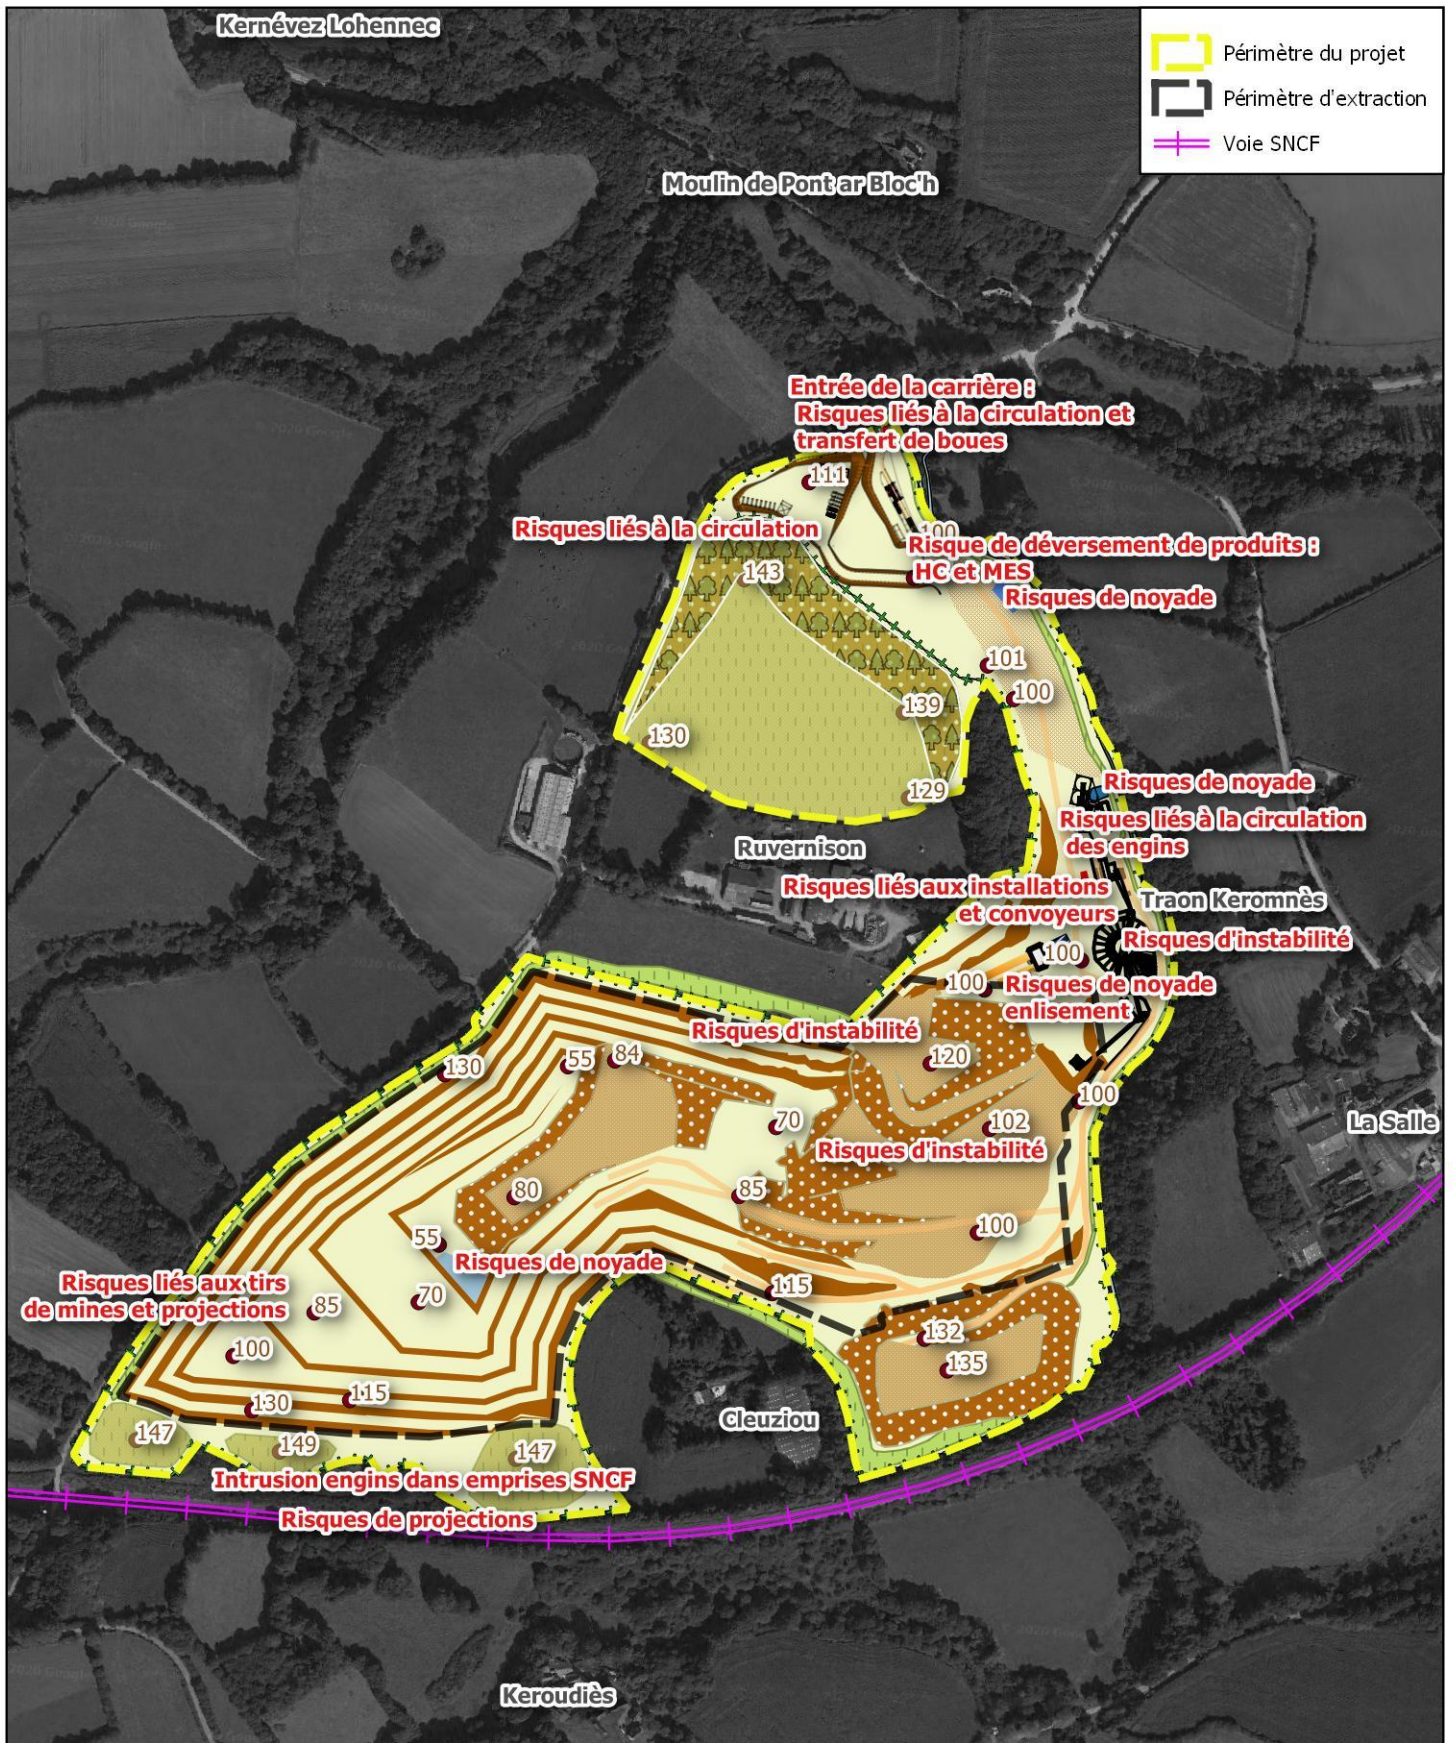 Kernévez Lohennec
Périmètre du projet
Périmètre d'extraction
Voie SNCF
Moulin de Pont ar Bloc'h
Entrée de la carrière :
Risques liés à la circulation et
transfert de boues
111
Risques liés à la circulation
100
Risque de déversement de produits :
HC et MES
143
Risques de noyade
101
100
139
130
Risques de noyade
129
Risques liés à la circulation
des engins
Ruvernison
Risques liés aux installations
et convoyeurs
Traon Keromnès
Risques d'instabilité
100
100
Risques de noyade
enlisement
Risques d'instabilité
130
55
84
120
100
70
102
La Salle
Risques d'instabilité
80
85
55
100
Risques de noyade
Risques liés aux tirs
de mines et projections
85
70
115
132
100
135
130
115
Cleuziou
147
149
147
Intrusion engins dans emprises SNCF
Risques de projections
Keroudiès